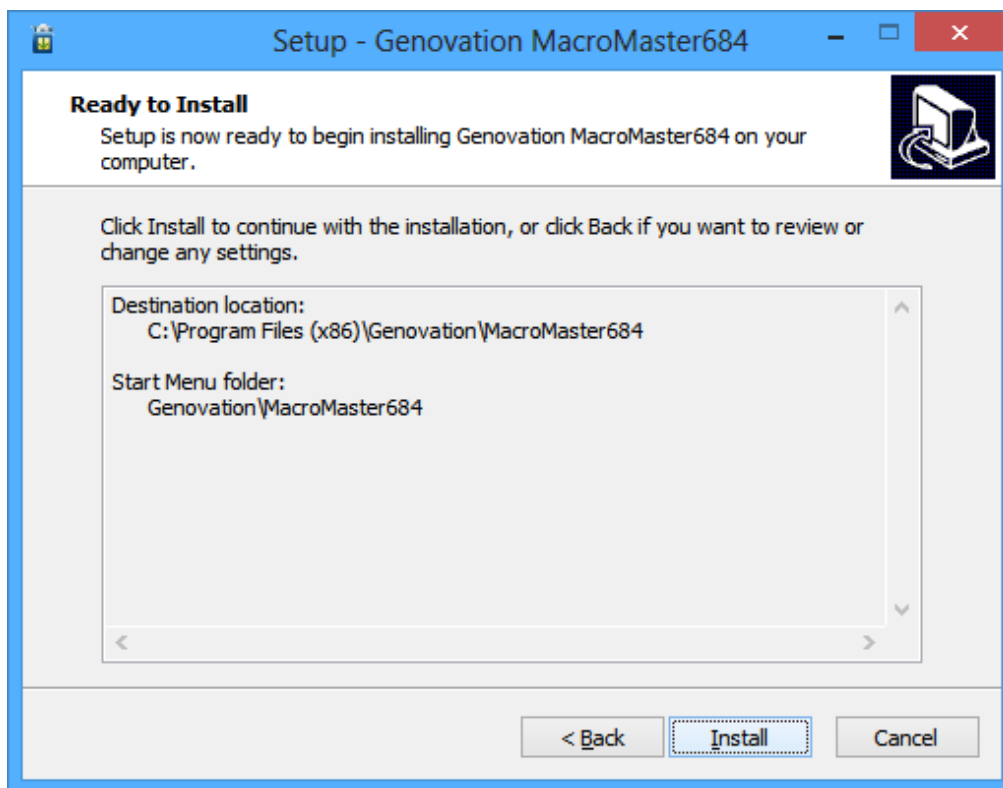 Setup - Genovation MacroMaster684
Ready to Install
Setup is now ready to begin installing Genovation MacroMaster684 on your
computer.
Click Install to continue with the installation, or click Back if you want to review or
change any settings.
Destination location:
C:\Program Files (x86)\Genovation\MacroMaster684
Start Menu folder:
Genovation\MacroMaster684
< Back
Install
Cancel